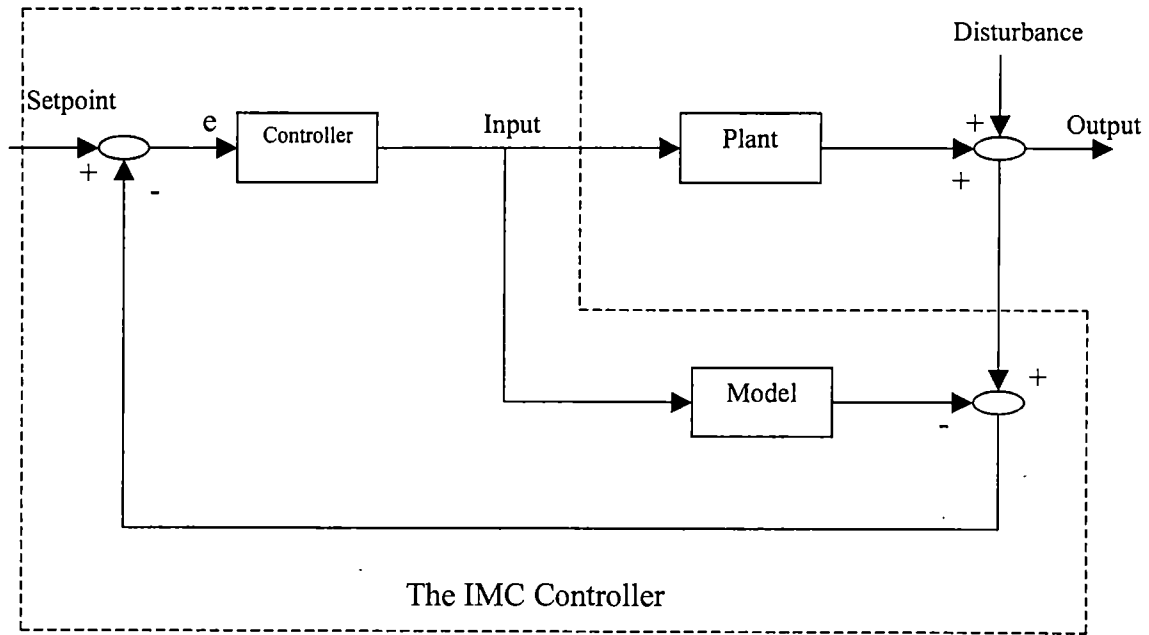 Disturbance
Setpoint
e
Controller
Input
Plant
+
Output
+
-
+
Model
+
-
The IMC Controller